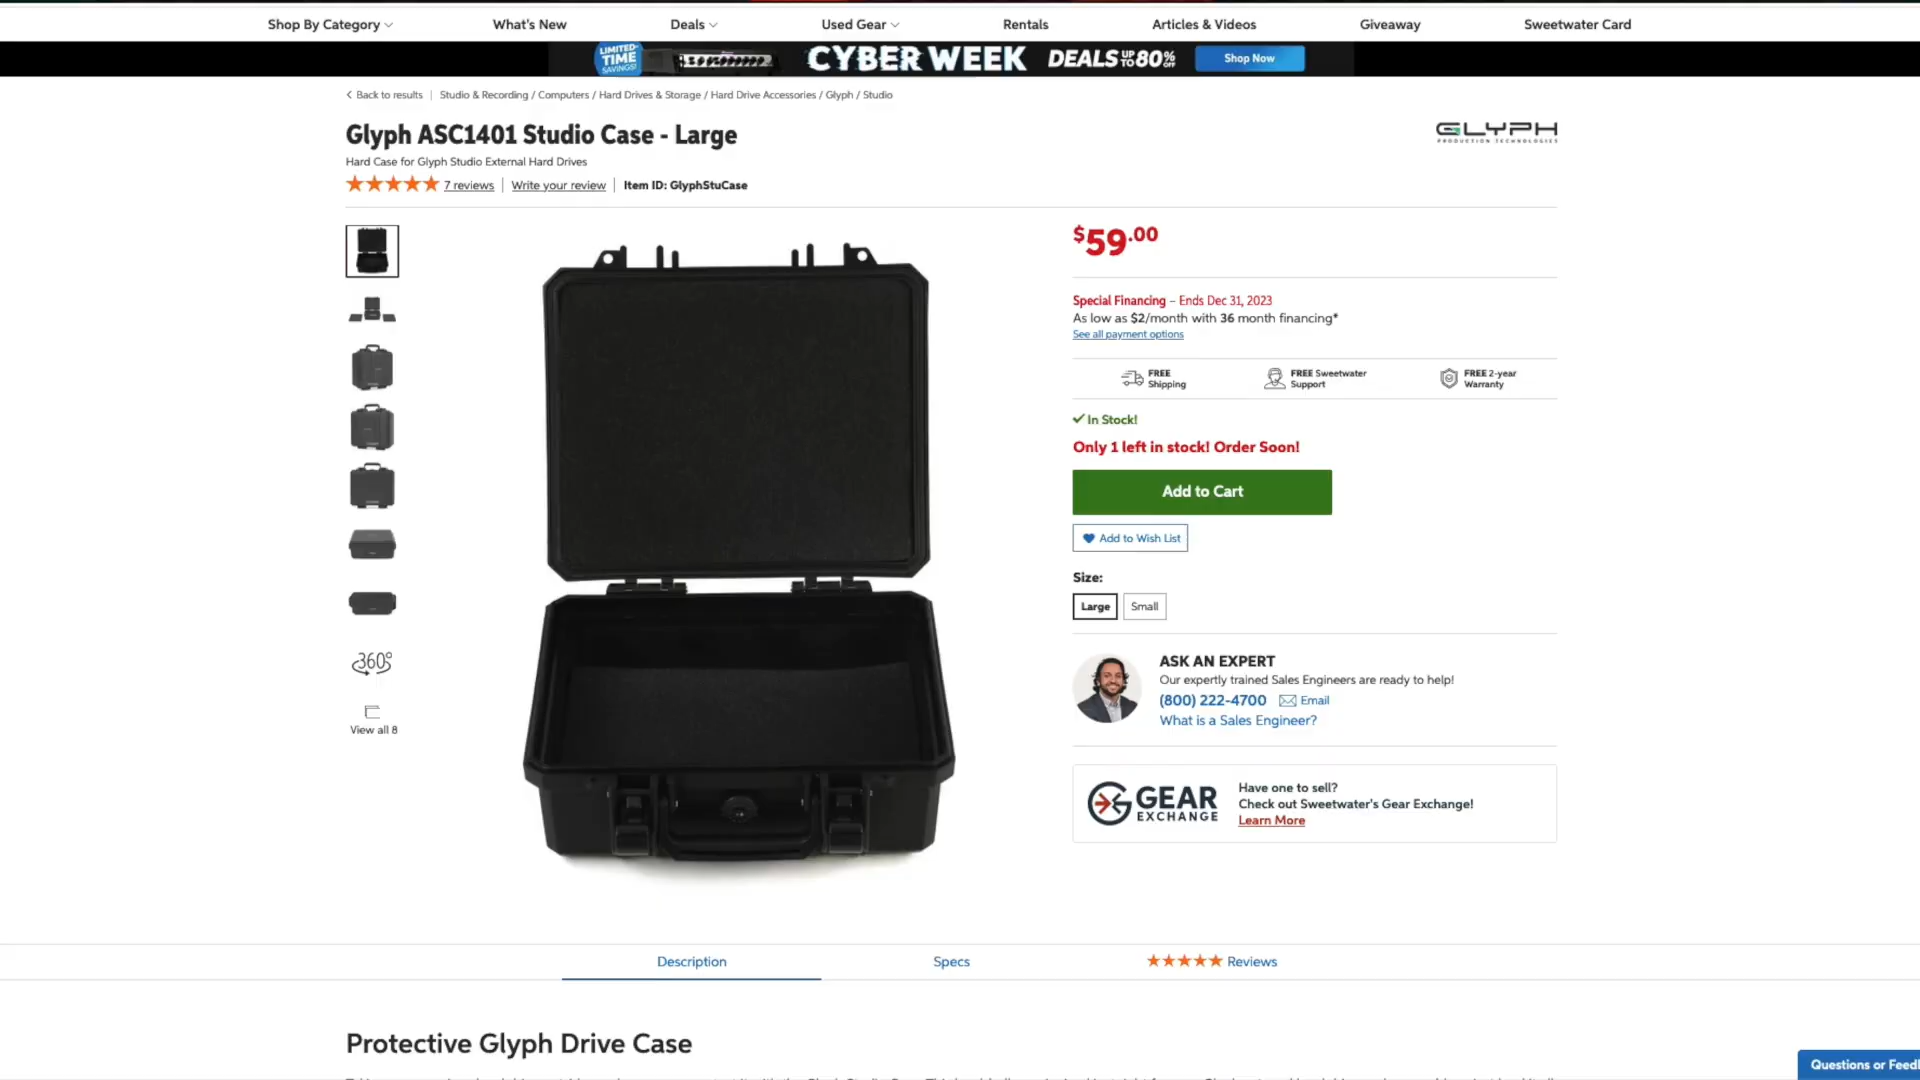 Shop By Category
What's New
Deals
Used Gear
Rentals
Articles & Videos
Giveaway
Sweetwater Card
LIMITED-
TIME
SAVINGS!
CYBER WEEK
DEALS UP TO 80% OFF
Shop Now
Back to results
Studio & Recording / Computers / Hard Drives & Storage / Hard Drive Accessories / Glyph / Studio
Glyph ASC1401 Studio Case - Large
GLYPH
PRODUCTION TECHNOLOGIES
Hard Case for Glyph Studio External Hard Drives
7 reviews
Write your review
Item ID: GlyphStuCase
$59.00
Special Financing – Ends Dec 31, 2023
As low as $2/month with 36 month financing*
See all payment options
FREE
Shipping
FREE Sweetwater
Support
FREE 2-year
Warranty
In Stock!
Only 1 left in stock! Order Soon!
Add to Cart
Add to Wish List
Size:
Large
Small
360°
View all 8
ASK AN EXPERT
Our expertly trained Sales Engineers are ready to help!
(800) 222-4700
Email
What is a Sales Engineer?
GEAR
EXCHANGE
Have one to sell?
Check out Sweetwater's Gear Exchange!
Learn More
Description
Specs
Reviews
Protective Glyph Drive Case
Questions or Feed